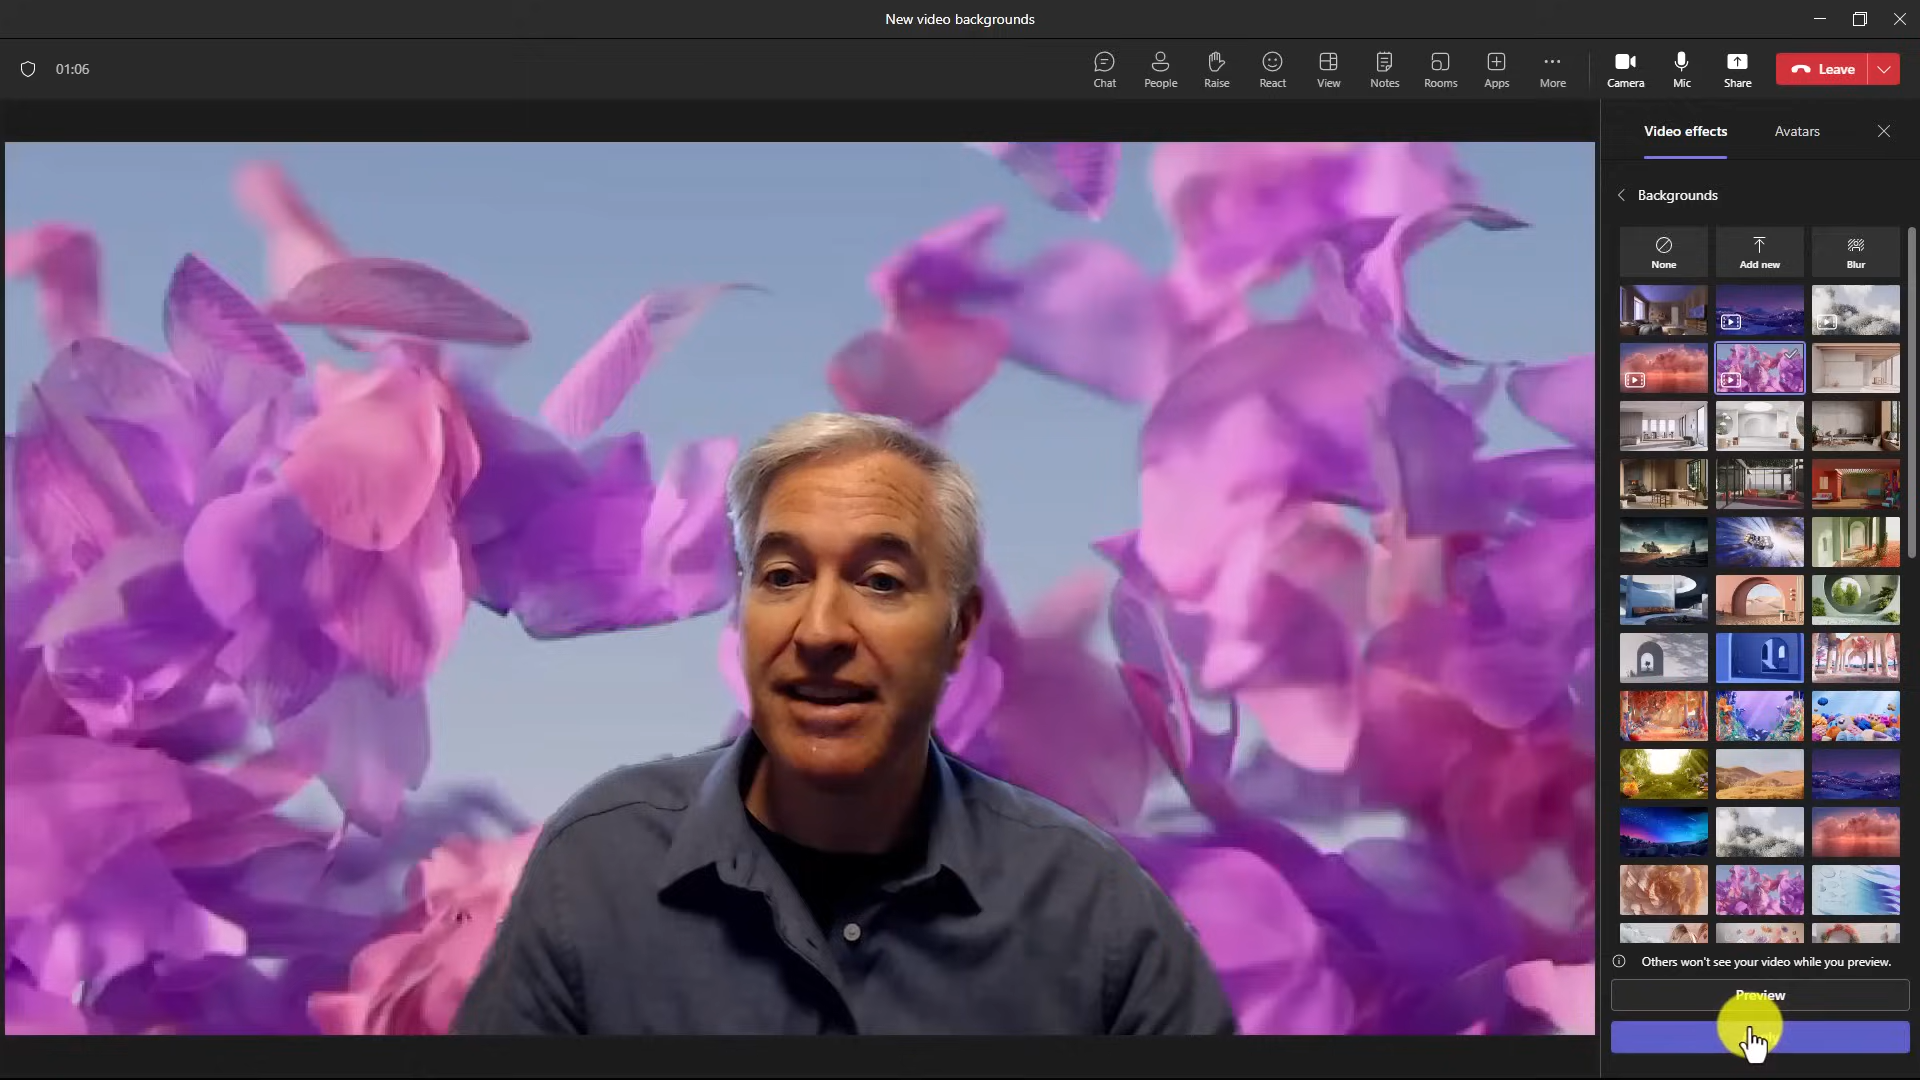 New video backgrounds
01:06
Chat
People
Raise
React
View
Notes
Rooms
Apps
More
Camera
Mic
Share
Leave
Video effects
Avatars
Backgrounds
None
Add new
Blur
Others won't see your video while you preview.
Preview